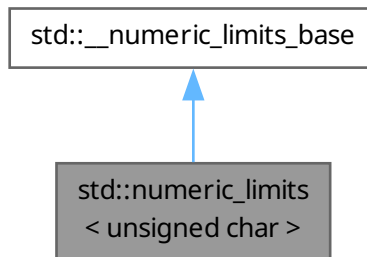 std::__numeric_limits_base
std::numeric_limits
< unsigned char >